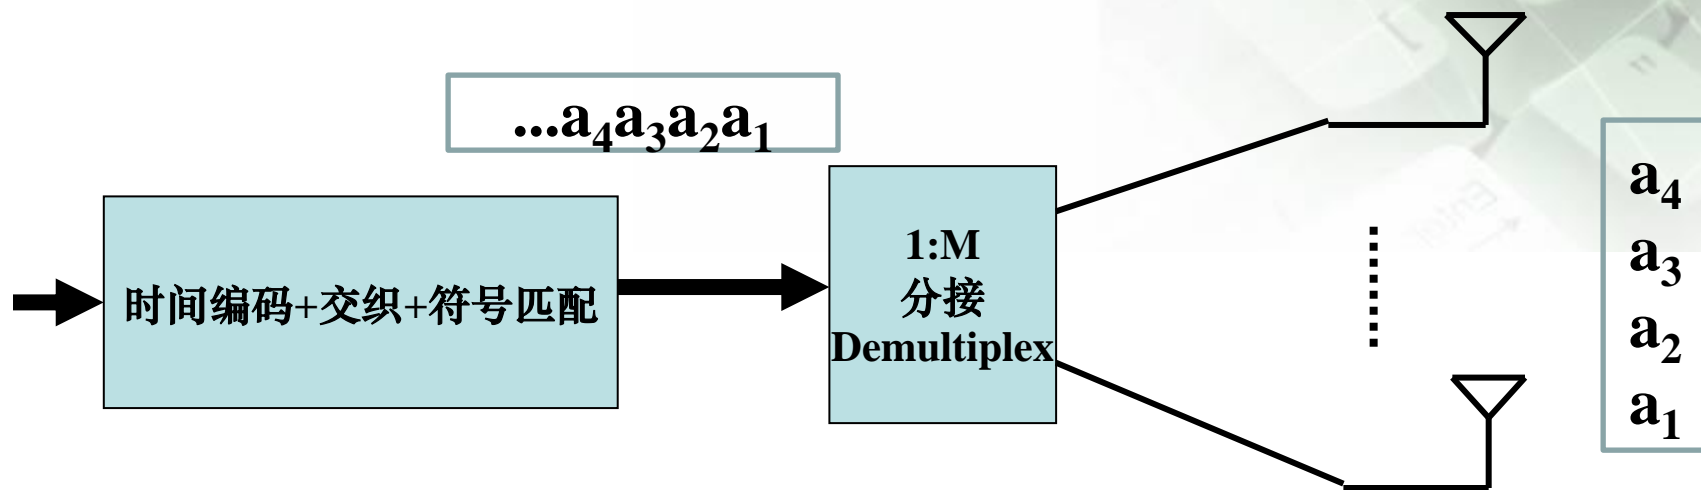 ...a₄a₃a₂a₁
时间编码+交织+符号匹配
1:M
分接
Demultiplex
a₄
a₃
a₂
a₁